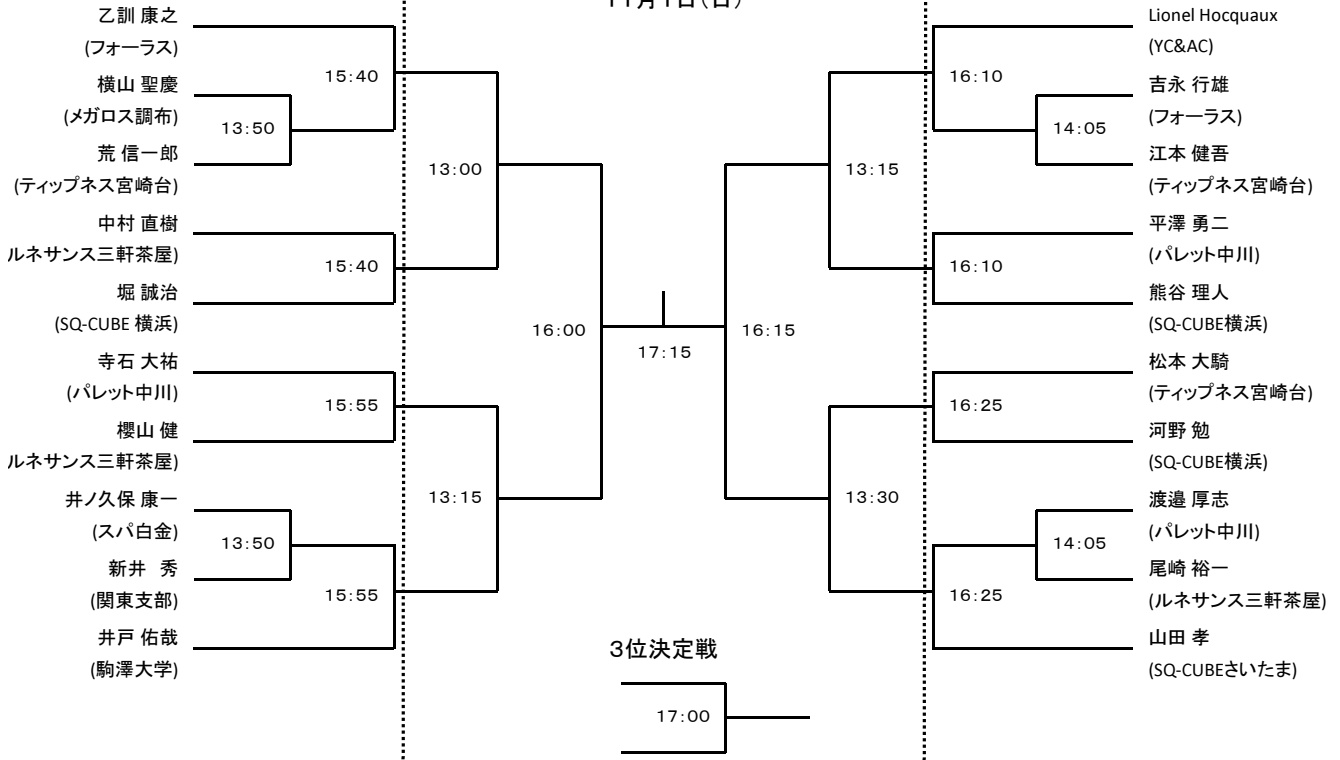 11月1日(日)
乙訓 康之
(フォーラス)
横山 聖慶
(メガロス調布)
荒 信一郎
(ティップネス宮崎台)
中村 直樹
ルネサンス三軒茶屋)
堀 誠治
(SQ-CUBE 横浜)
寺石 大祐
(パレット中川)
櫻山 健
ルネサンス三軒茶屋)
井ノ久保 康一
(スパ白金)
新井　秀
(関東支部)
井戸 佑哉
(駒澤大学)
15:40
13:50
15:40
15:55
13:50
15:55
13:00
13:15
16:00
17:15
16:15
13:15
13:30
16:10
14:05
16:10
16:25
14:05
16:25
Lionel Hocquaux
(YC&AC)
吉永 行雄
(フォーラス)
江本 健吾
(ティップネス宮崎台)
平澤 勇二
(パレット中川)
熊谷 理人
(SQ-CUBE横浜)
松本 大騎
(ティップネス宮崎台)
河野 勉
(SQ-CUBE横浜)
渡邉 厚志
(パレット中川)
尾崎 裕一
(ルネサンス三軒茶屋)
山田 孝
(SQ-CUBEさいたま)
3位決定戦
17:00